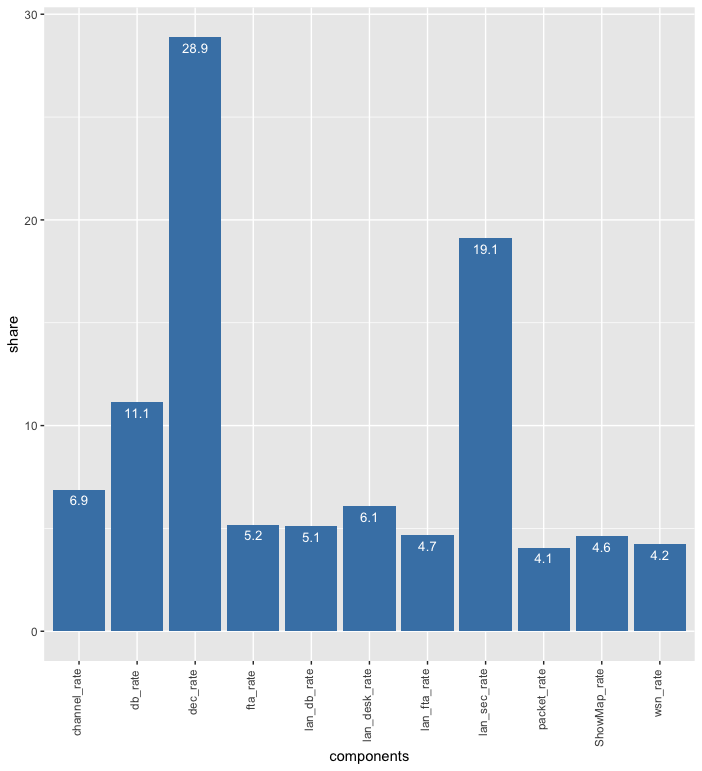 30
20
10
0
share
6.9
11.1
28.9
5.2
5.1
6.1
4.7
19.1
4.1
4.6
4.2
channel_rate
db_rate
dec_rate
fta_rate
lan_db_rate
lan_desk_rate
lan_fta_rate
lan_sec_rate
packet_rate
ShowMap_rate
wsn_rate
components